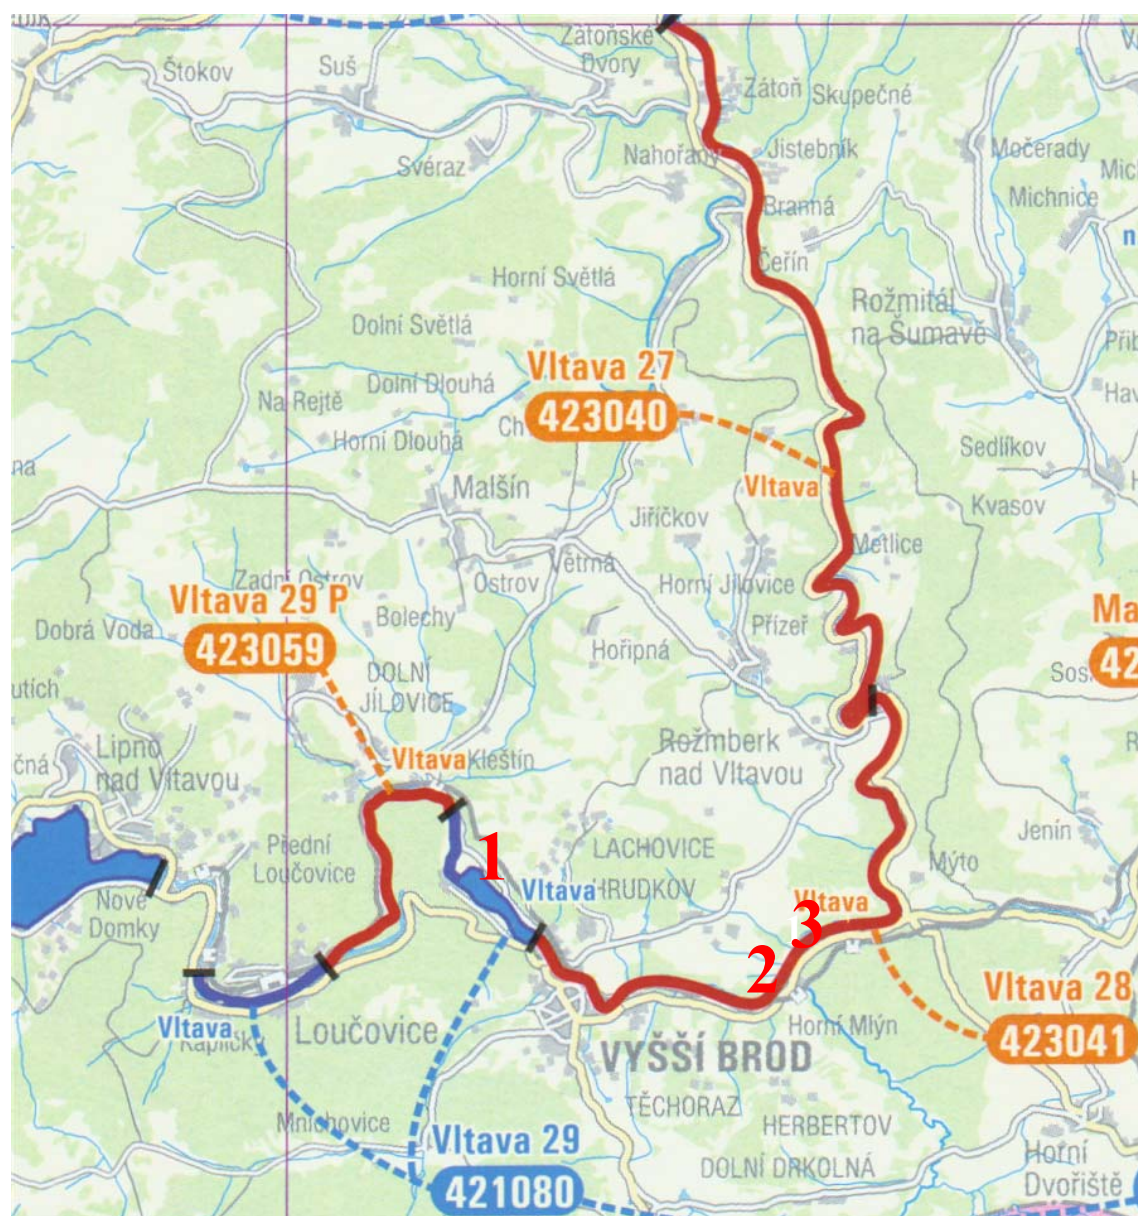 Zátoňské
Dvory
Štokov
Suš
Zátoň
Skupečné
Svéraz
Nahořany
Jistebník
Močerady
Michnice
Branná
Čeřín
Horní Světlá
Rožmitál
na Šumavě
Dolní Světlá
Vltava 27
423040
Dolní Dlouhá
Na Rejtě
Horní Dlouhá
Sedlíkov
Malšín
Vltava
Kvasov
Jiříčkov
Metlice
Větrná
Zadní Ostrov
Ostrov
Horní Jílovice
Vltava 29 P
423059
Bolechy
Přízeř
Dobrá Voda
Hořipná
DOLNÍ
JÍLOVICE
Lipno
nad Vltavou
Vltava
Kleštín
Rožmberk
nad Vltavou
Přední
Loučovice
1
LACHOVICE
Jenín
Mýto
Vltava
HRUDKOV
Vltava
Nové
Domky
3
2
Vltava
Kapličky
Loučovice
Horní Mlýn
Vltava 28
423041
VYŠŠÍ BROD
Mnichovice
TĚCHORAZ
HERBERTOV
Vltava 29
421080
DOLNÍ DRKOLNÁ
Horní
Dvořiště